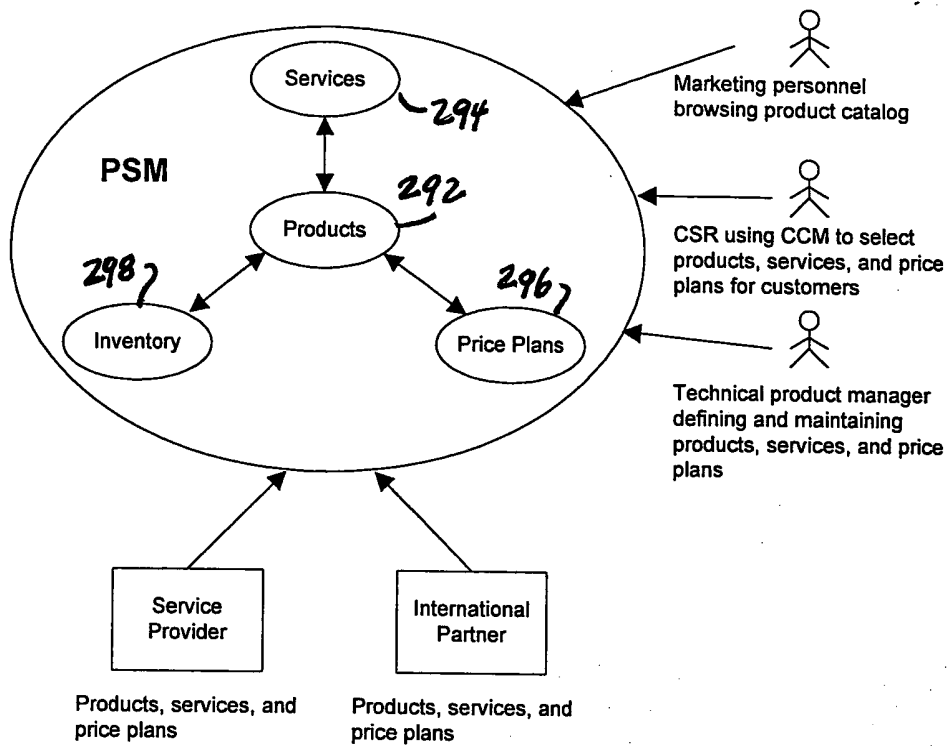 Services
294
PSM
292
Products
298
296
Inventory
Price Plans
Marketing personnel
browsing product catalog
CSR using CCM to select
products, services, and price
plans for customers
Technical product manager
defining and maintaining
products, services, and price
plans
Service
Provider
International
Partner
Products, services, and
price plans
Products, services, and
price plans